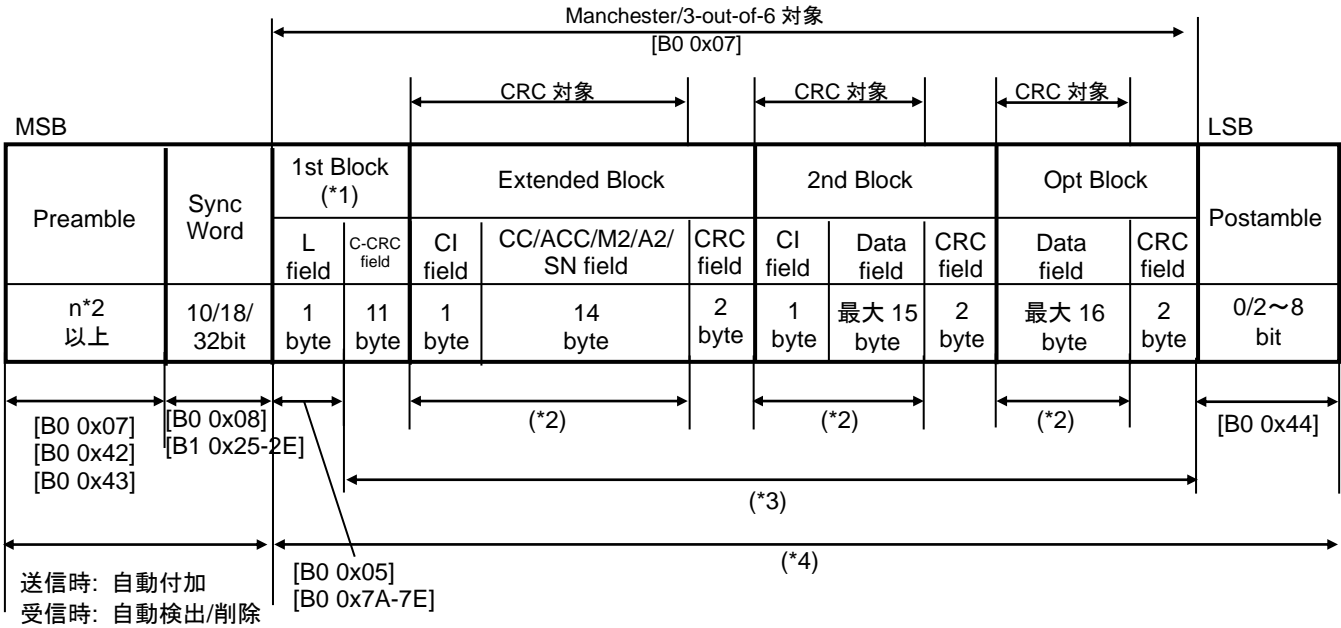 Manchester/3-out-of-6 対象
[B0 0x07]
CRC 対象
CRC 対象
CRC 対象
MSB
LSB
Preamble
Sync
Word
1st Block
(*1)
Extended Block
2nd Block
Opt Block
Postamble
L
field
C-CRC
field
CI
field
CC/ACC/M2/A2/
SN field
CRC
field
CI
field
Data
field
CRC
field
Data
field
CRC
field
n*2
以上
10/18/
32bit
1
byte
11
byte
1
byte
14
byte
2
byte
1
byte
最大 15
byte
2
byte
最大 16
byte
2
byte
0/2～8
bit
[B0 0x07]
[B0 0x42]
[B0 0x43]
[B0 0x08]
[B1 0x25-2E]
(*2)
(*2)
(*2)
[B0 0x44]
(*3)
(*4)
送信時: 自動付加
受信時: 自動検出/削除
[B0 0x05]
[B0 0x7A-7E]